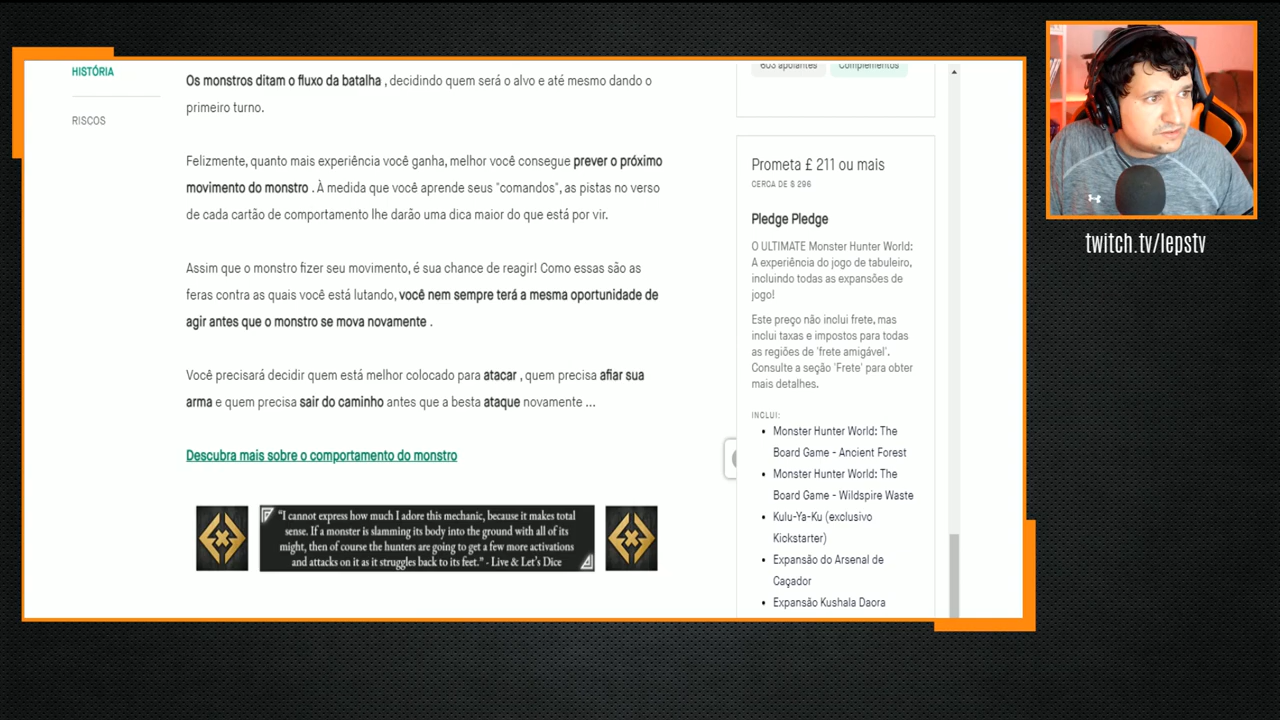 HISTÓRIA
RISCOS
Os monstros ditam o fluxo da batalha , decidindo quem será o alvo e até mesmo dando o
primeiro turno.
Felizmente, quanto mais experiência você ganha, melhor você consegue prever o próximo
movimento do monstro . À medida que você aprende seus "comandos", as pistas no verso
de cada cartão de comportamento lhe darão uma dica maior do que está por vir.
Assim que o monstro fizer seu movimento, é sua chance de reagir! Como essas são as
feras contra as quais você está lutando, você nem sempre terá a mesma oportunidade de
agir antes que o monstro se mova novamente .
Você precisará decidir quem está melhor colocado para atacar , quem precisa afiar sua
arma e quem precisa sair do caminho antes que a besta ataque novamente ...
Descubra mais sobre o comportamento do monstro
"I cannot express how much I adore this mechanic, because it makes total
sense. If a monster is slamming its body into the ground with all of its
might, then of course the hunters are going to get a few more activations
and attacks on it as it struggles back to its feet." - Live & Let's Dice
603 apoiantes
Complementos
Prometa £ 211 ou mais
CERCA DE $ 296
Pledge Pledge
O ULTIMATE Monster Hunter World:
A experiência do jogo de tabuleiro,
incluindo todas as expansões de
jogo!
Este preço não inclui frete, mas
inclui taxas e impostos para todas
as regiões de 'frete amigável'.
Consulte a seção 'Frete' para obter
mais detalhes.
INCLUI:
Monster Hunter World: The
Board Game - Ancient Forest
Monster Hunter World: The
Board Game - Wildspire Waste
Kulu-Ya-Ku (exclusivo
Kickstarter)
Expansão do Arsenal de
Caçador
Expansão Kushala Daora
twitch.tv/lepstv